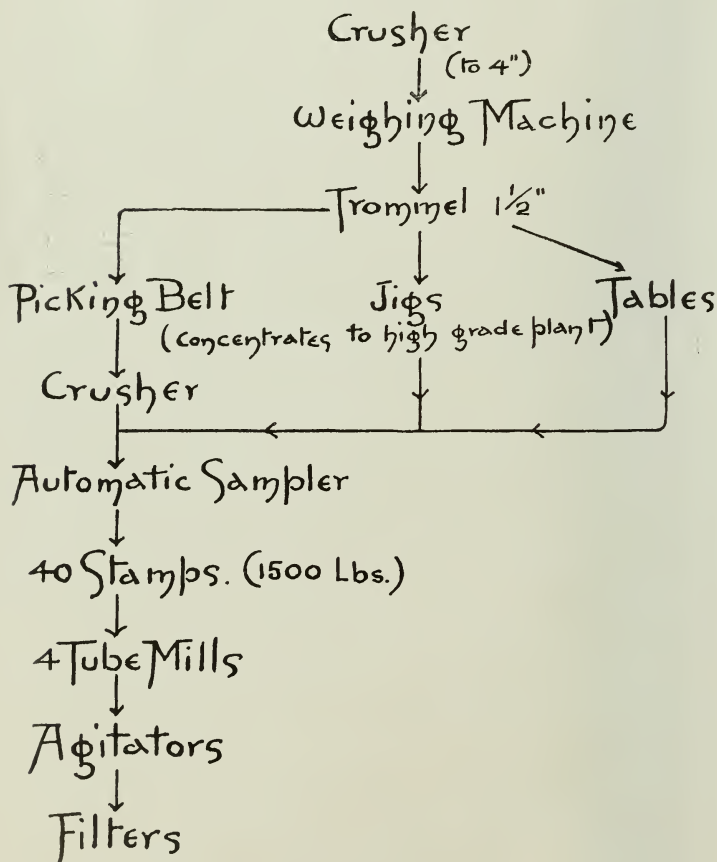 Crusher
(to 4")
Weighing Machine
Trommel 1½"
Picking Belt
Jigs
Tables
(concentrates to high grade plant)
Crusher
Automatic Sampler
40 Stamps. (1500 Lbs.)
4 Tube Mills
Agitators
Filters